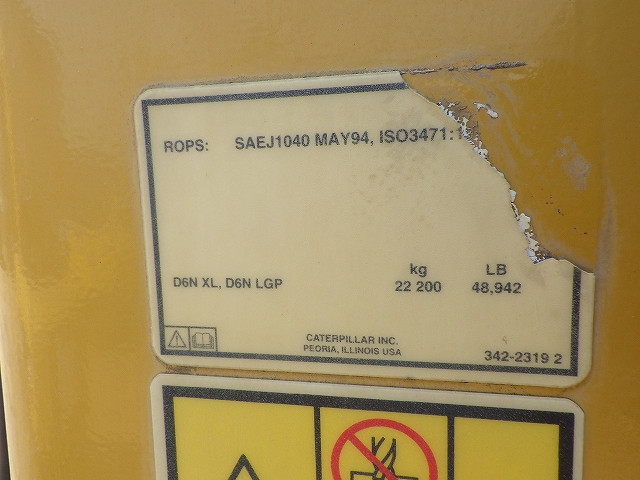 ROPS: SAEJ1040 MAY94, ISO3471:1
kg LB
D6N XL, D6N LGP 22 200 48,942
CATERPILLAR INC.
PEORIA, ILLINOIS USA
342-2319 2